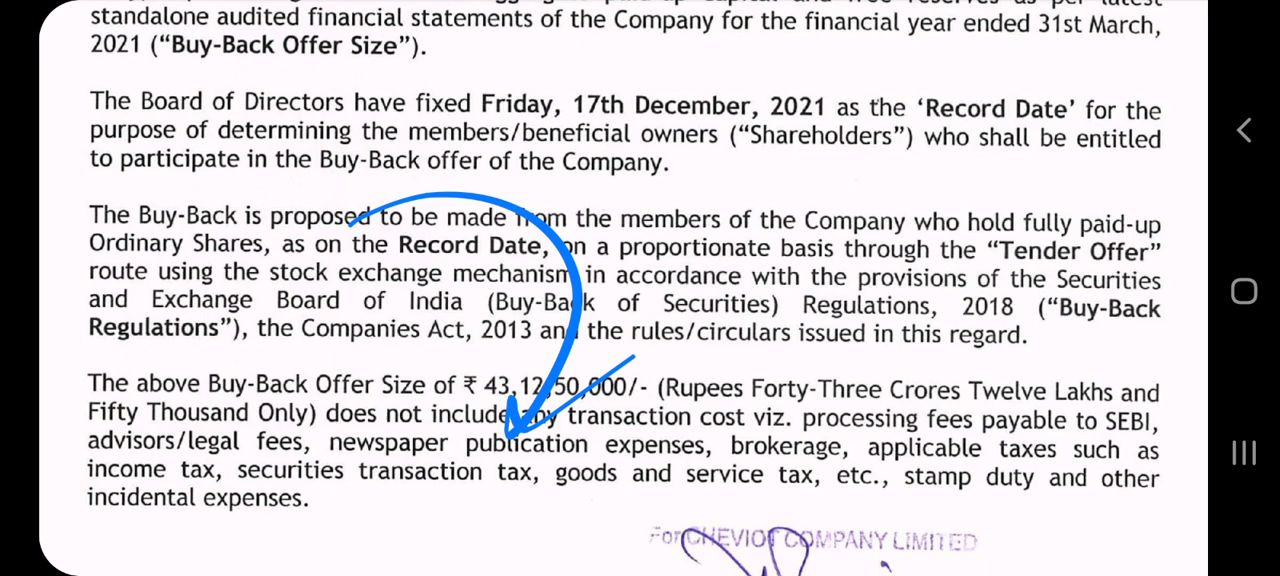 standalone audited financial statements of the Company for the financial year ended 31st March,
2021 (“Buy-Back Offer Size”).
The Board of Directors have fixed Friday, 17th December, 2021 as the ‘Record Date’ for the
purpose of determining the members/beneficial owners (“Shareholders”) who shall be entitled
to participate in the Buy-Back offer of the Company.
The Buy-Back is proposed to be made from the members of the Company who hold fully paid-up
Ordinary Shares, as on the Record Date, on a proportionate basis through the “Tender Offer”
route using the stock exchange mechanism in accordance with the provisions of the Securities
and Exchange Board of India (Buy-Back of Securities) Regulations, 2018 (“Buy-Back
Regulations”), the Companies Act, 2013 and the rules/circulars issued in this regard.
The above Buy-Back Offer Size of ₹ 43,12,50,000/- (Rupees Forty-Three Crores Twelve Lakhs and
Fifty Thousand Only) does not include any transaction cost viz. processing fees payable to SEBI,
advisors/legal fees, newspaper publication expenses, brokerage, applicable taxes such as
income tax, securities transaction tax, goods and service tax, etc., stamp duty and other
incidental expenses.
For CHEVIOT COMPANY LIMITED